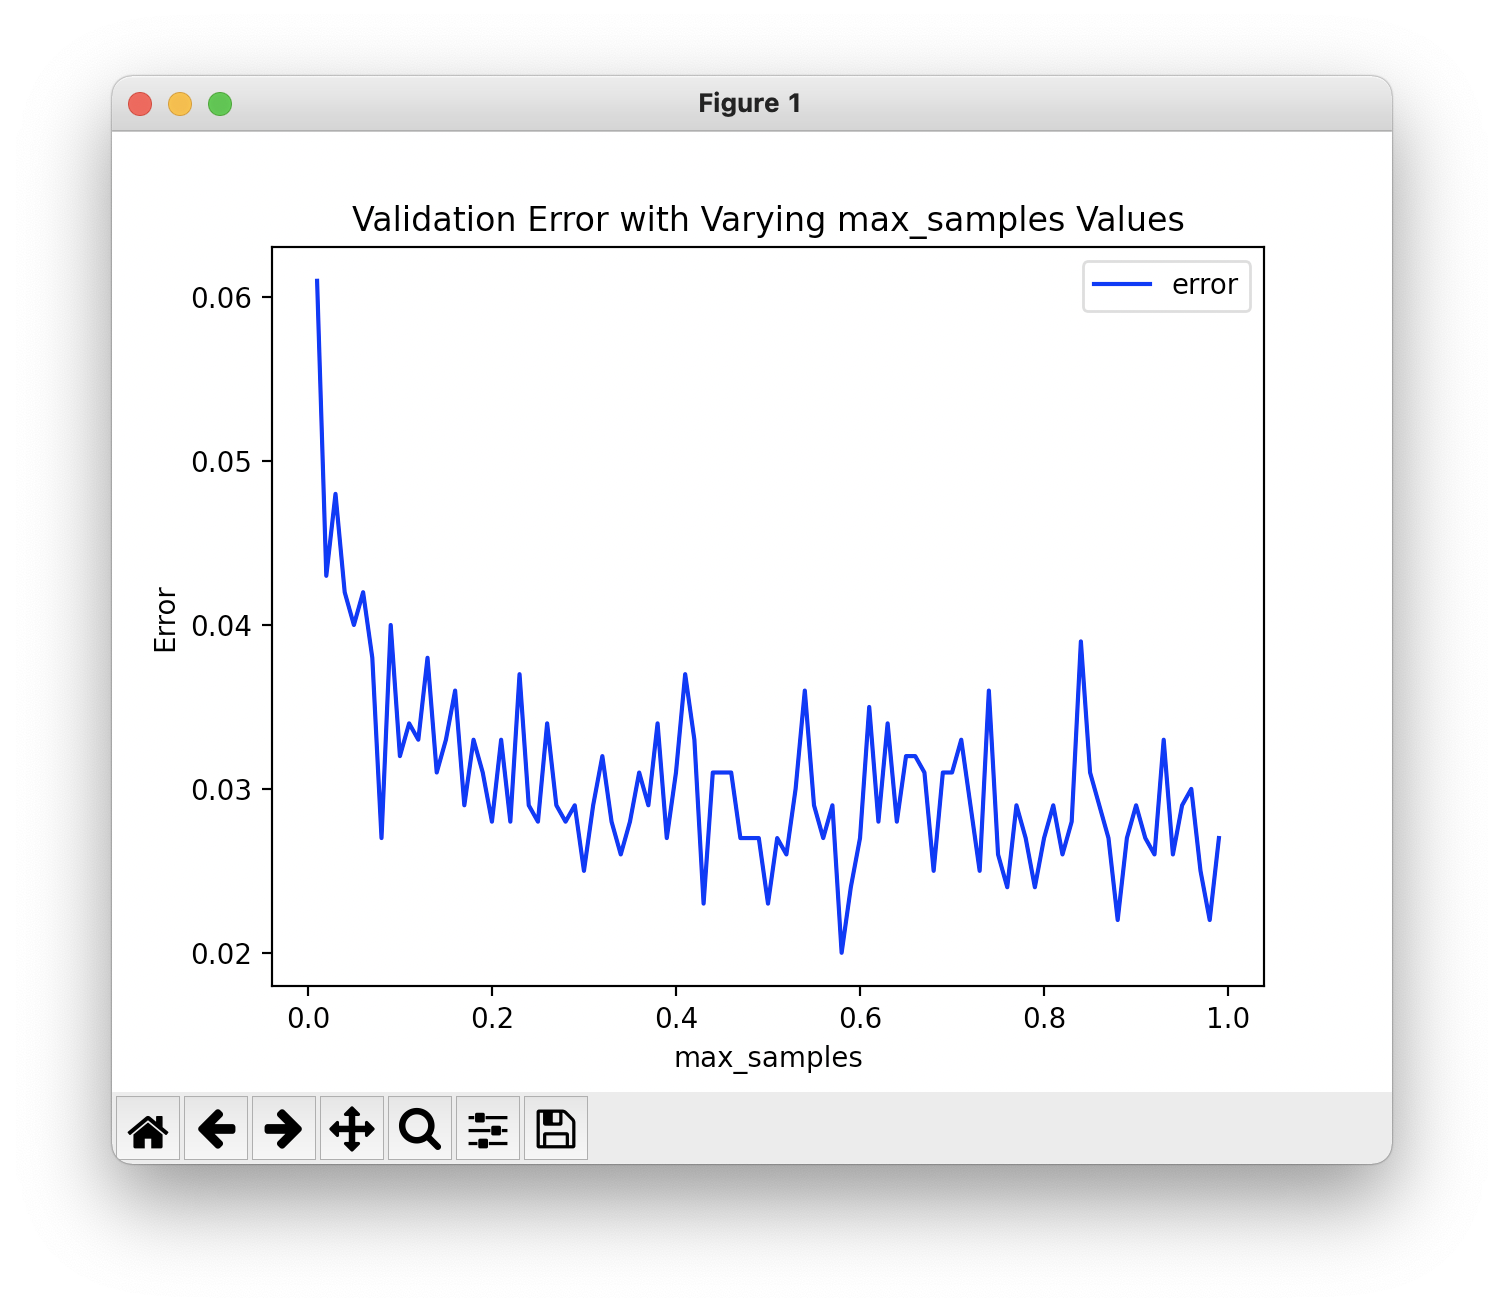 Figure 1
Validation Error with Varying max_samples Values
error
0.06
0.05
0.04
0.03
0.02
Error
0.0 0.2 0.4 0.6 0.8 1.0
max_samples